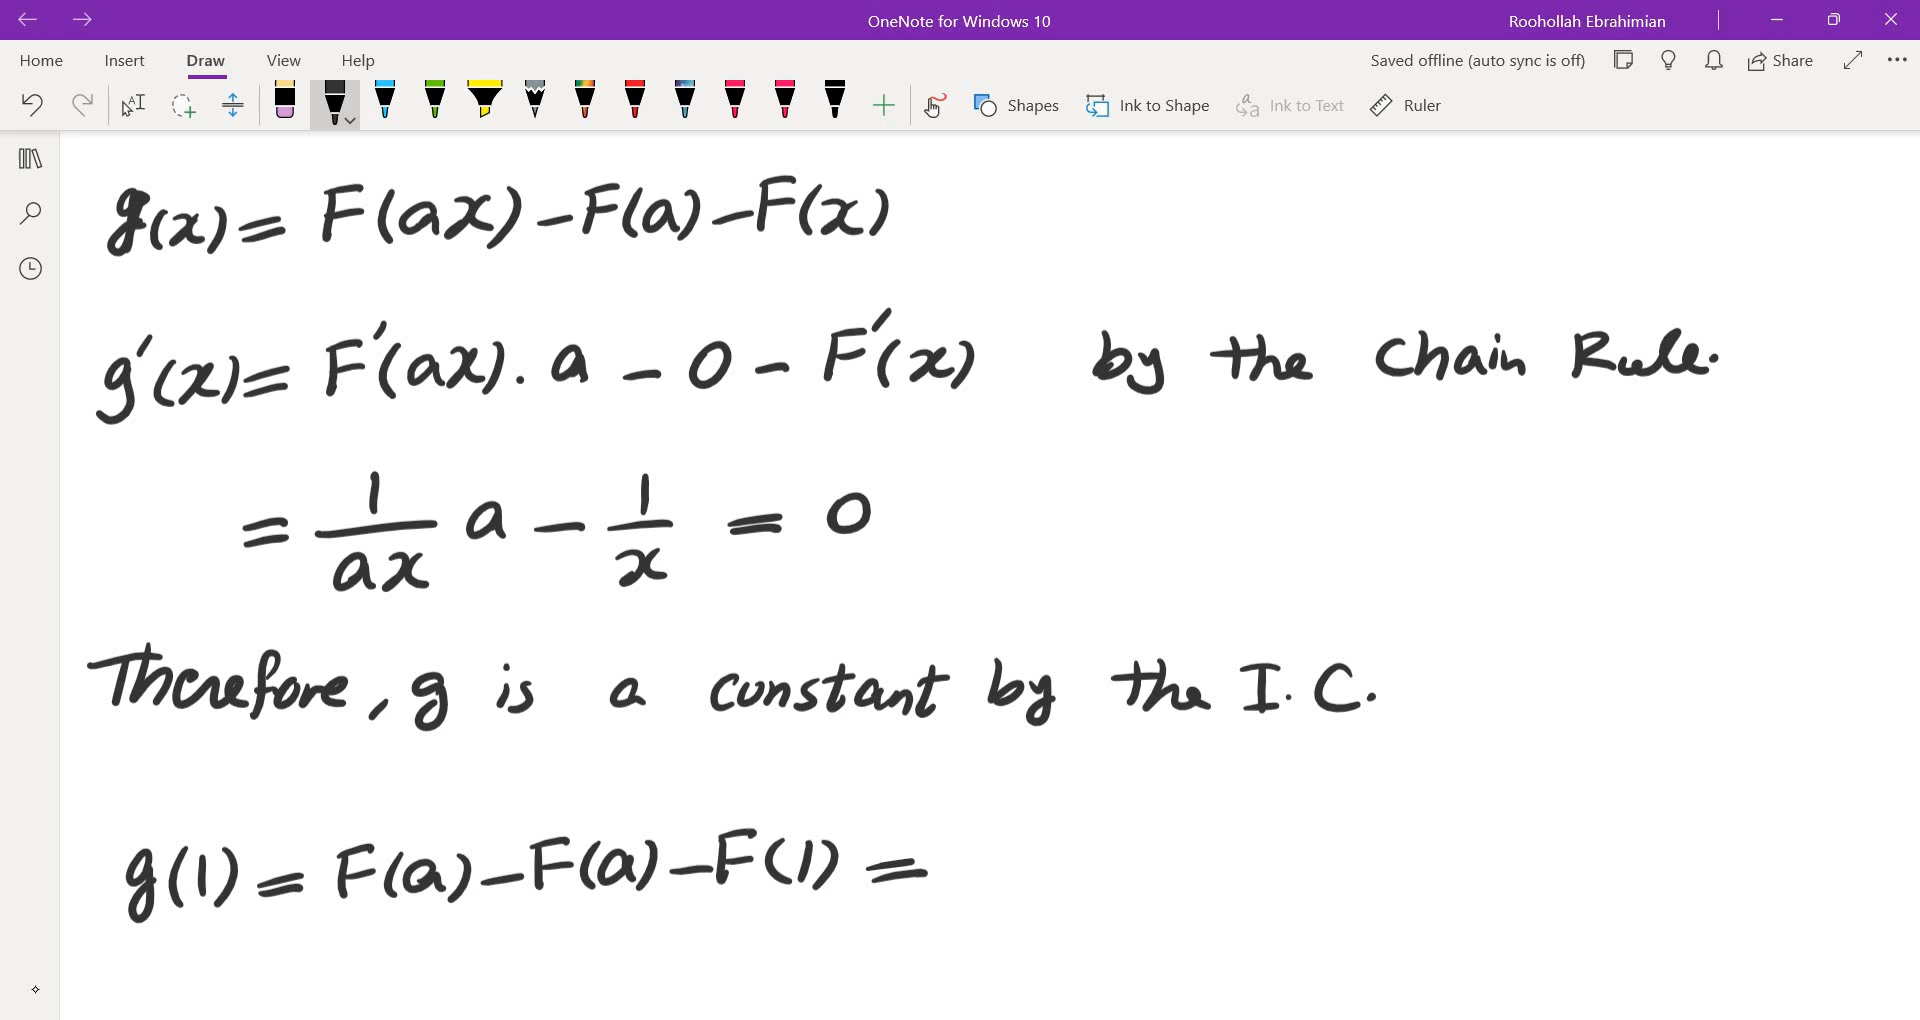 OneNote for Windows 10
Roohollah Ebrahimian
Home Insert Draw View Help
Saved offline (auto sync is off) Share
Shapes Ink to Shape Ink to Text Ruler
g(x) = F(ax) - F(a) - F(x)
g'(x) = F'(ax). a - 0 - F'(x) by the Chain Rule.
= \frac{1}{ax} a - \frac{1}{x} = 0
Therefore, g is a constant by the I.C.
g(1) = F(a) - F(a) - F(1) =